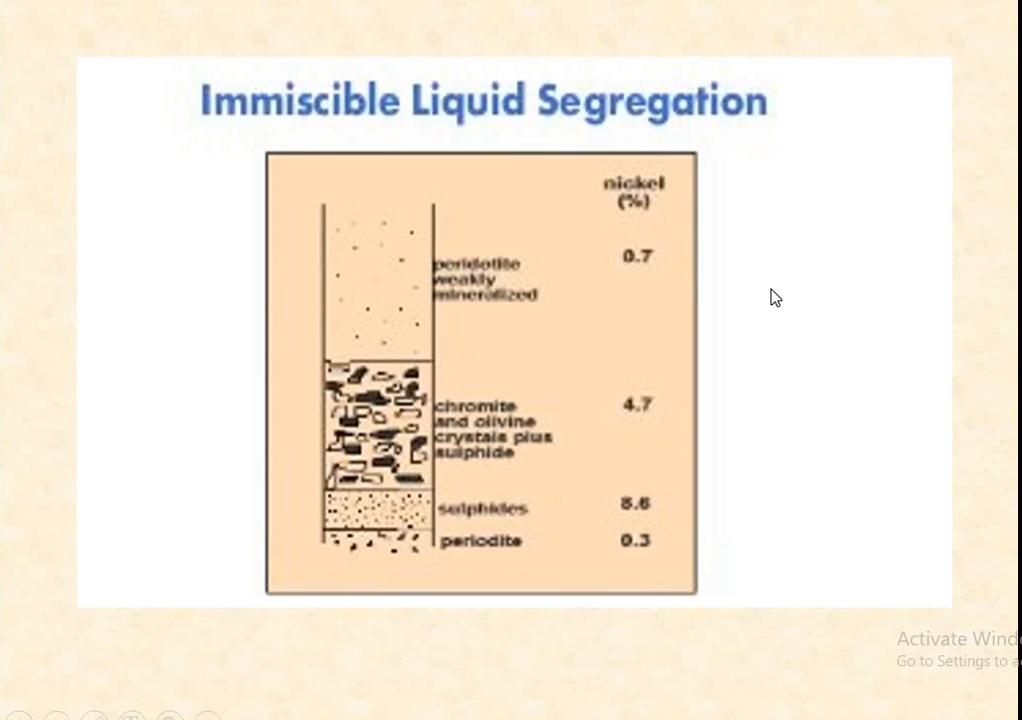 Immiscible Liquid Segregation
nickel
(%)
0.7
peridotite
weakly
mineralized
4.7
chromite
and olivine
crystals plus
sulphide
8.6
sulphides
0.3
periodite
Activate Wind
Go to Settings to a